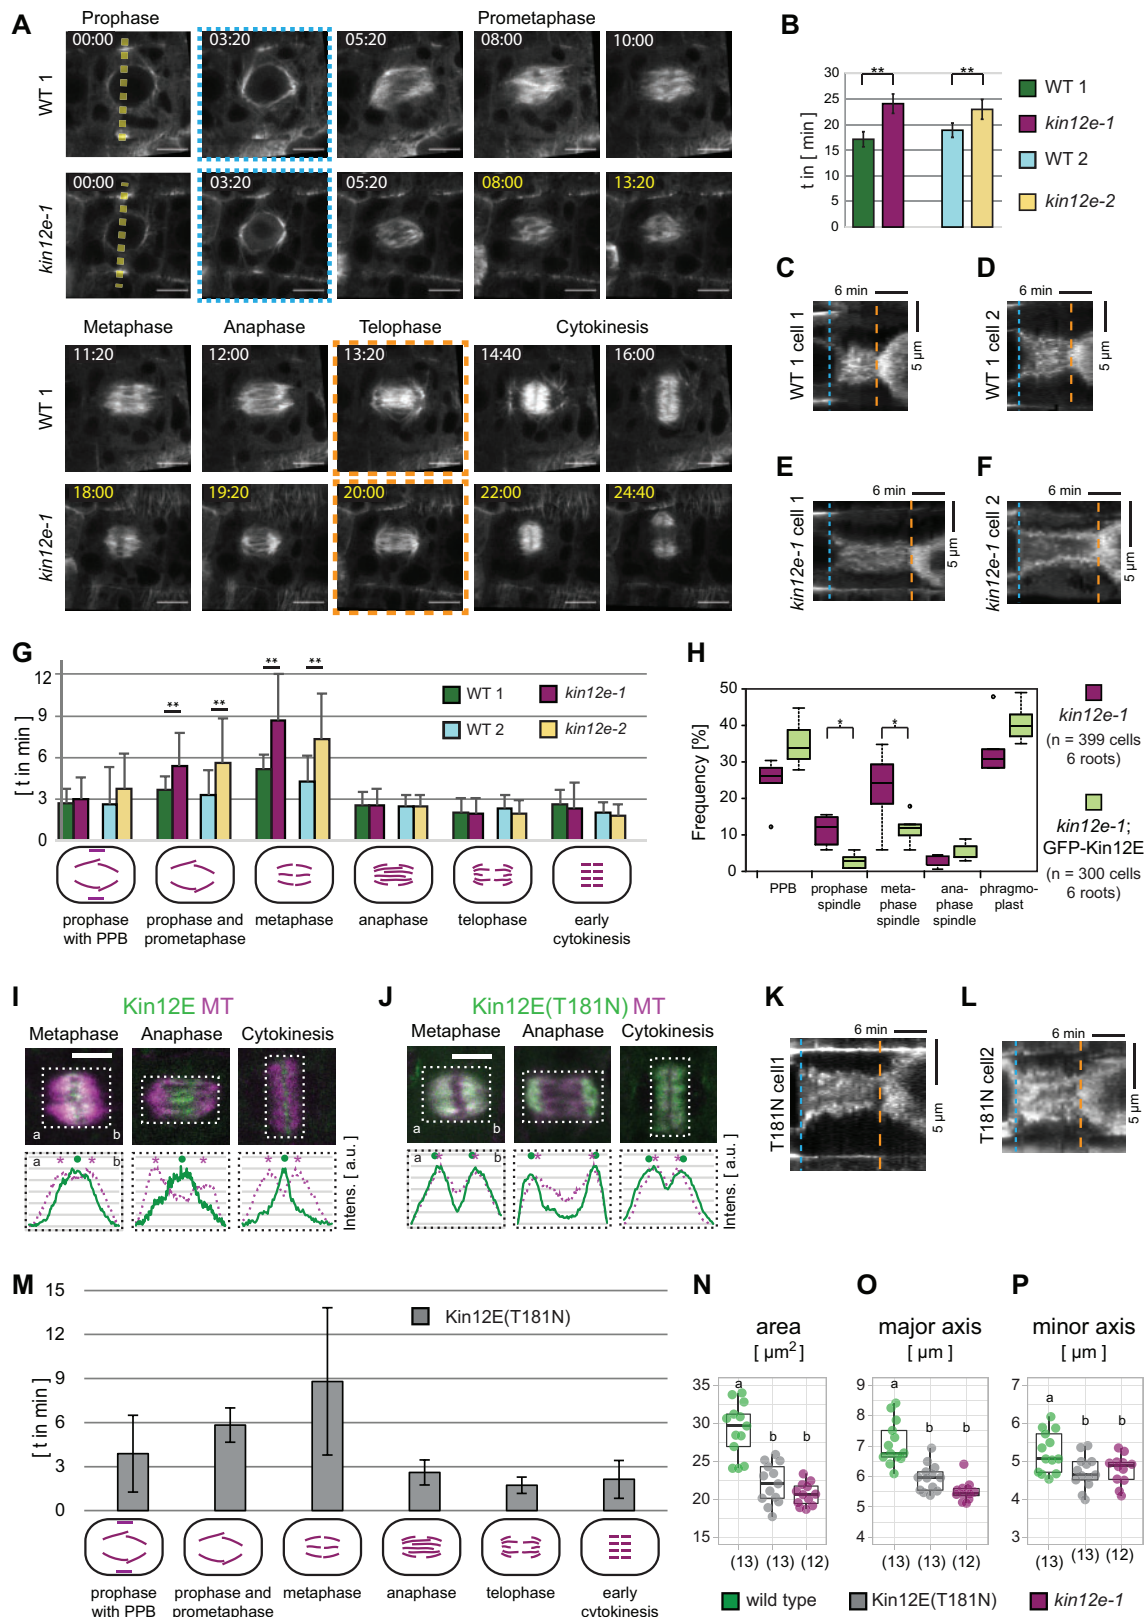 A
Prophase
Prometaphase
WT 1
00:00
03:20
05:20
08:00
10:00
kin12e-1
00:00
03:20
05:20
08:00
13:20
Metaphase
Anaphase
Telophase
Cytokinesis
WT 1
11:20
12:00
13:20
14:40
16:00
kin12e-1
18:00
19:20
20:00
22:00
24:40
B
t in [ min ]
30
25
20
15
10
5
0
**
**
WT 1
kin12e-1
WT 2
kin12e-2
C
6 min
WT 1 cell 1
5 µm
D
6 min
WT 1 cell 2
5 µm
E
6 min
kin12e-1 cell 1
5 µm
F
6 min
kin12e-1 cell 2
5 µm
G
[ t in min ]
12
9
6
3
0
**
**
**
**
WT 1
kin12e-1
WT 2
kin12e-2
prophase
with PPB
prophase and
prometaphase
metaphase
anaphase
telophase
early
cytokinesis
H
Frequency [%]
50
40
30
20
10
0
*
*
PPB
prophase
spindle
meta-
phase
spindle
ana-
phase
spindle
phragmo-
plast
kin12e-1
(n = 399 cells
6 roots)
kin12e-1;
GFP-Kin12E
(n = 300 cells
6 roots)
I
Kin12E MT
Metaphase
Anaphase
Cytokinesis
a
b
a
*
*
b
*
*
*
*
Intens. [a.u.]
J
Kin12E(T181N) MT
Metaphase
Anaphase
Cytokinesis
a
b
a
*
*
b
*
*
*
*
Intens. [a.u.]
K
6 min
T181N cell1
5 µm
L
6 min
T181N cell2
5 µm
M
[ t in min ]
15
12
9
6
3
0
Kin12E(T181N)
prophase
with PPB
prophase and
prometaphase
metaphase
anaphase
telophase
early
cytokinesis
N
area
[ µm2 ]
35
30
25
20
15
a
b
b
(13)
(13)
(12)
O
major axis
[ µm ]
9
8
7
6
5
4
a
b
b
(13)
(13)
(12)
P
minor axis
[ µm ]
7
6
5
4
3
a
b
b
(13)
(13)
(12)
wild type
Kin12E(T181N)
kin12e-1